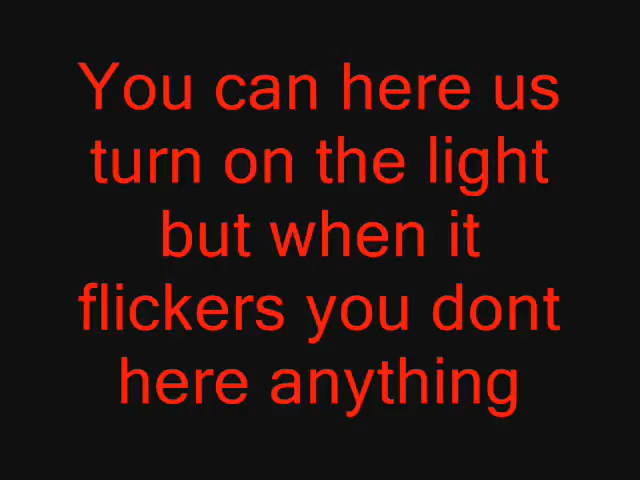 You can here us
turn on the light
but when it
flickers you dont
here anything